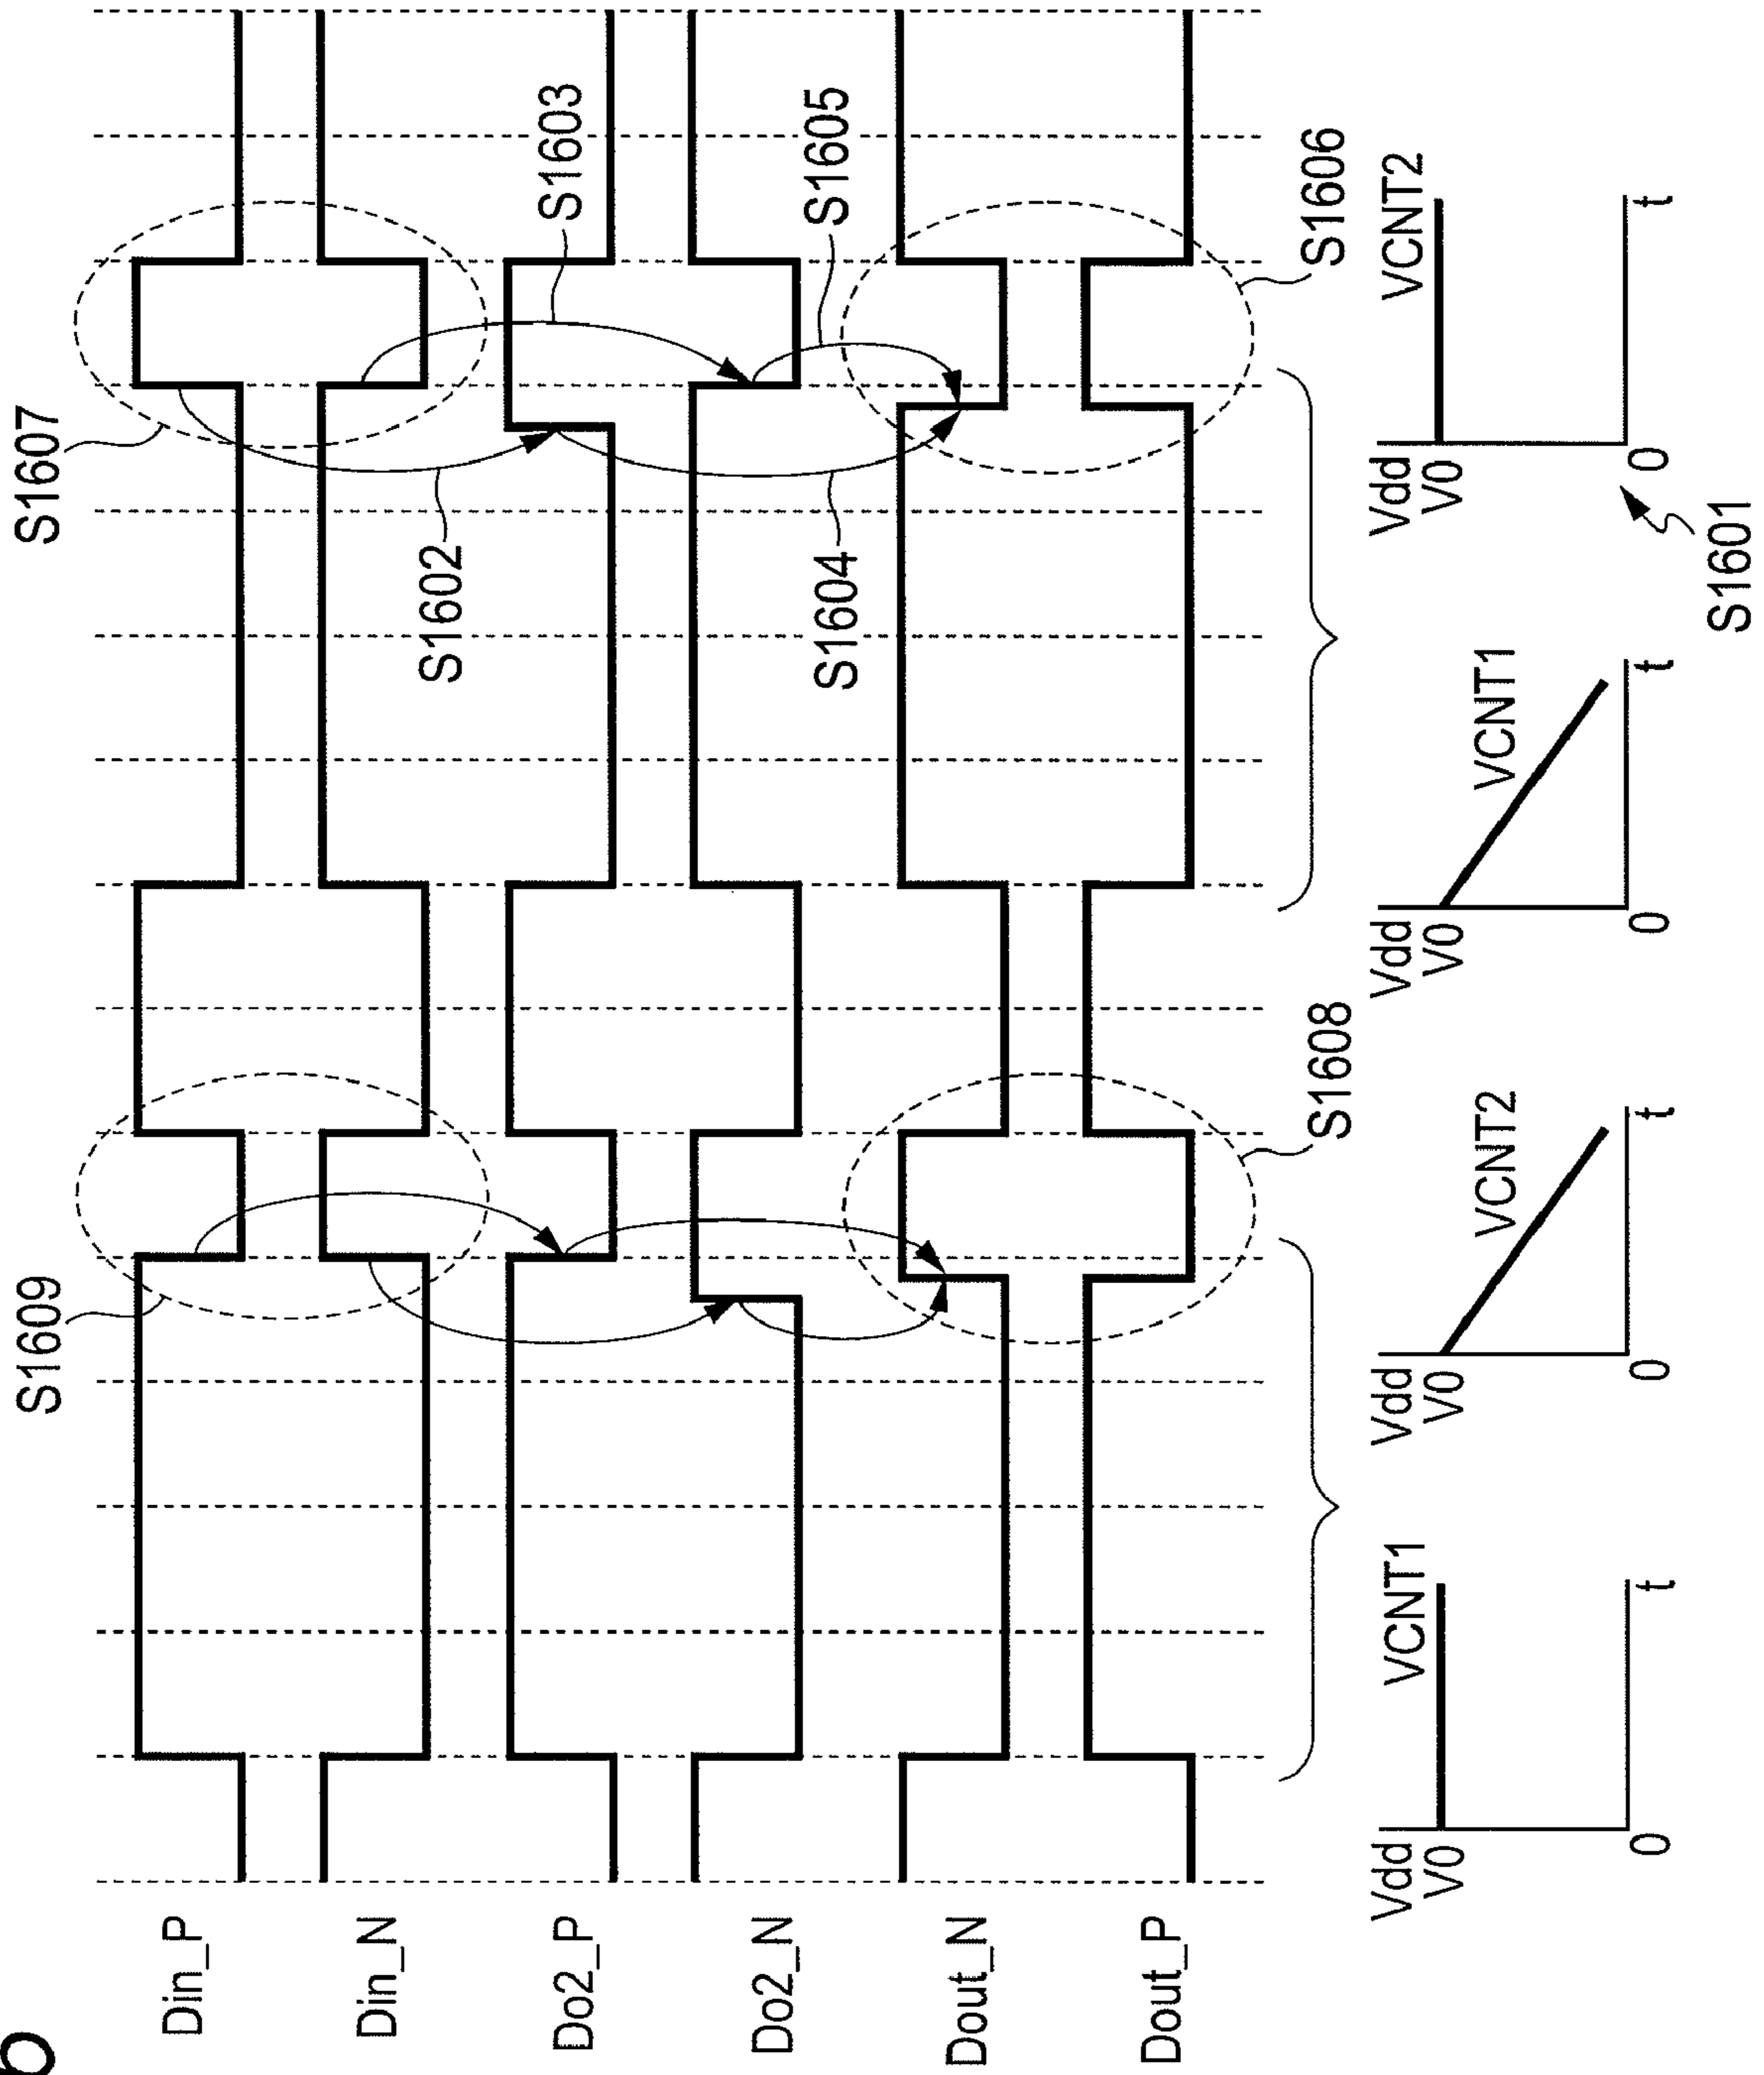 Din_P
Din_N
Do2_P
Do2_N
Dout_N
Dout_P
S1609
S1607
S1602
S1603
S1604
S1605
S1608
S1606
Vdd
V0
VCNT1
0
t
Vdd
V0
VCNT2
0
t
Vdd
V0
VCNT1
0
t
Vdd
V0
VCNT2
0
t
S1601